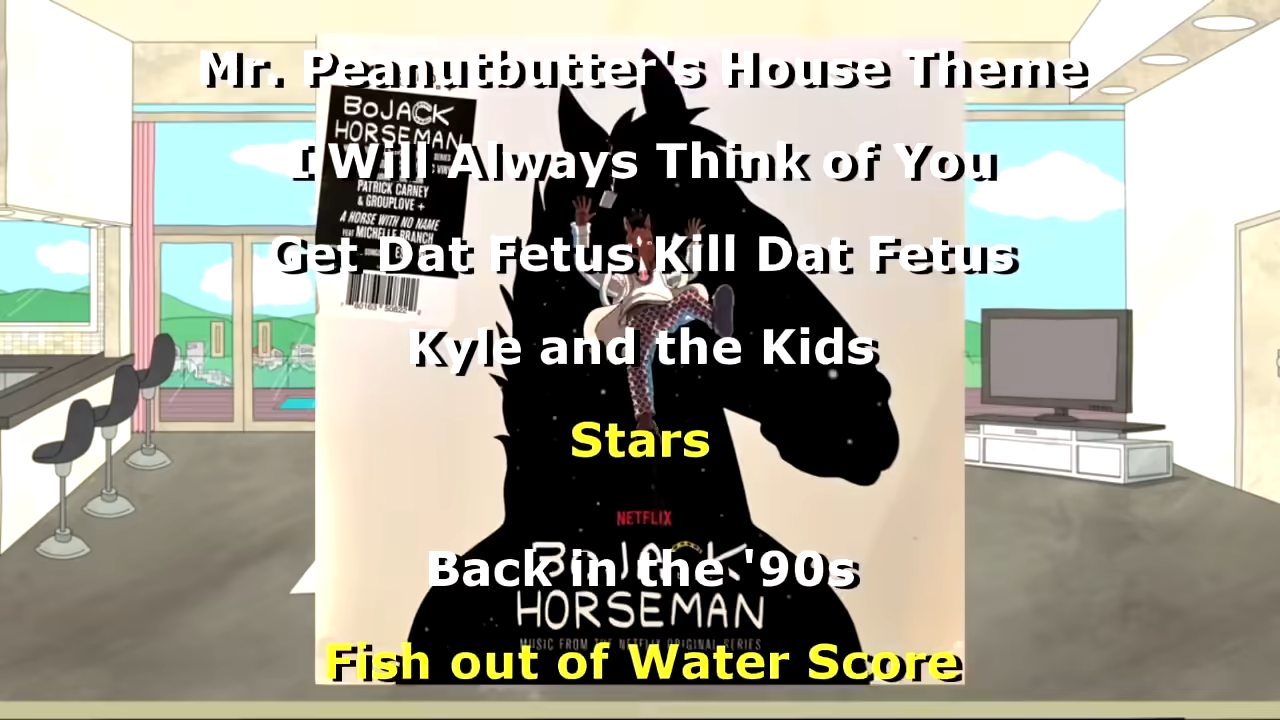 Mr. Peanutbutter's House Theme
BoJACK
HORSEMAN
I Will Always Think of You
PATRICK CARNEY
& GROUPLOVE +
A HORSE WITH NO NAME
FEAT MICHELLE BRANCH
Get Dat Fetus Kill Dat Fetus
Kyle and the Kids
Stars
NETFLIX
Back in the '90s
BoJACK
HORSEMAN
MUSIC FROM THE NETFLIX ORIGINAL SERIES
Fish out of Water Score